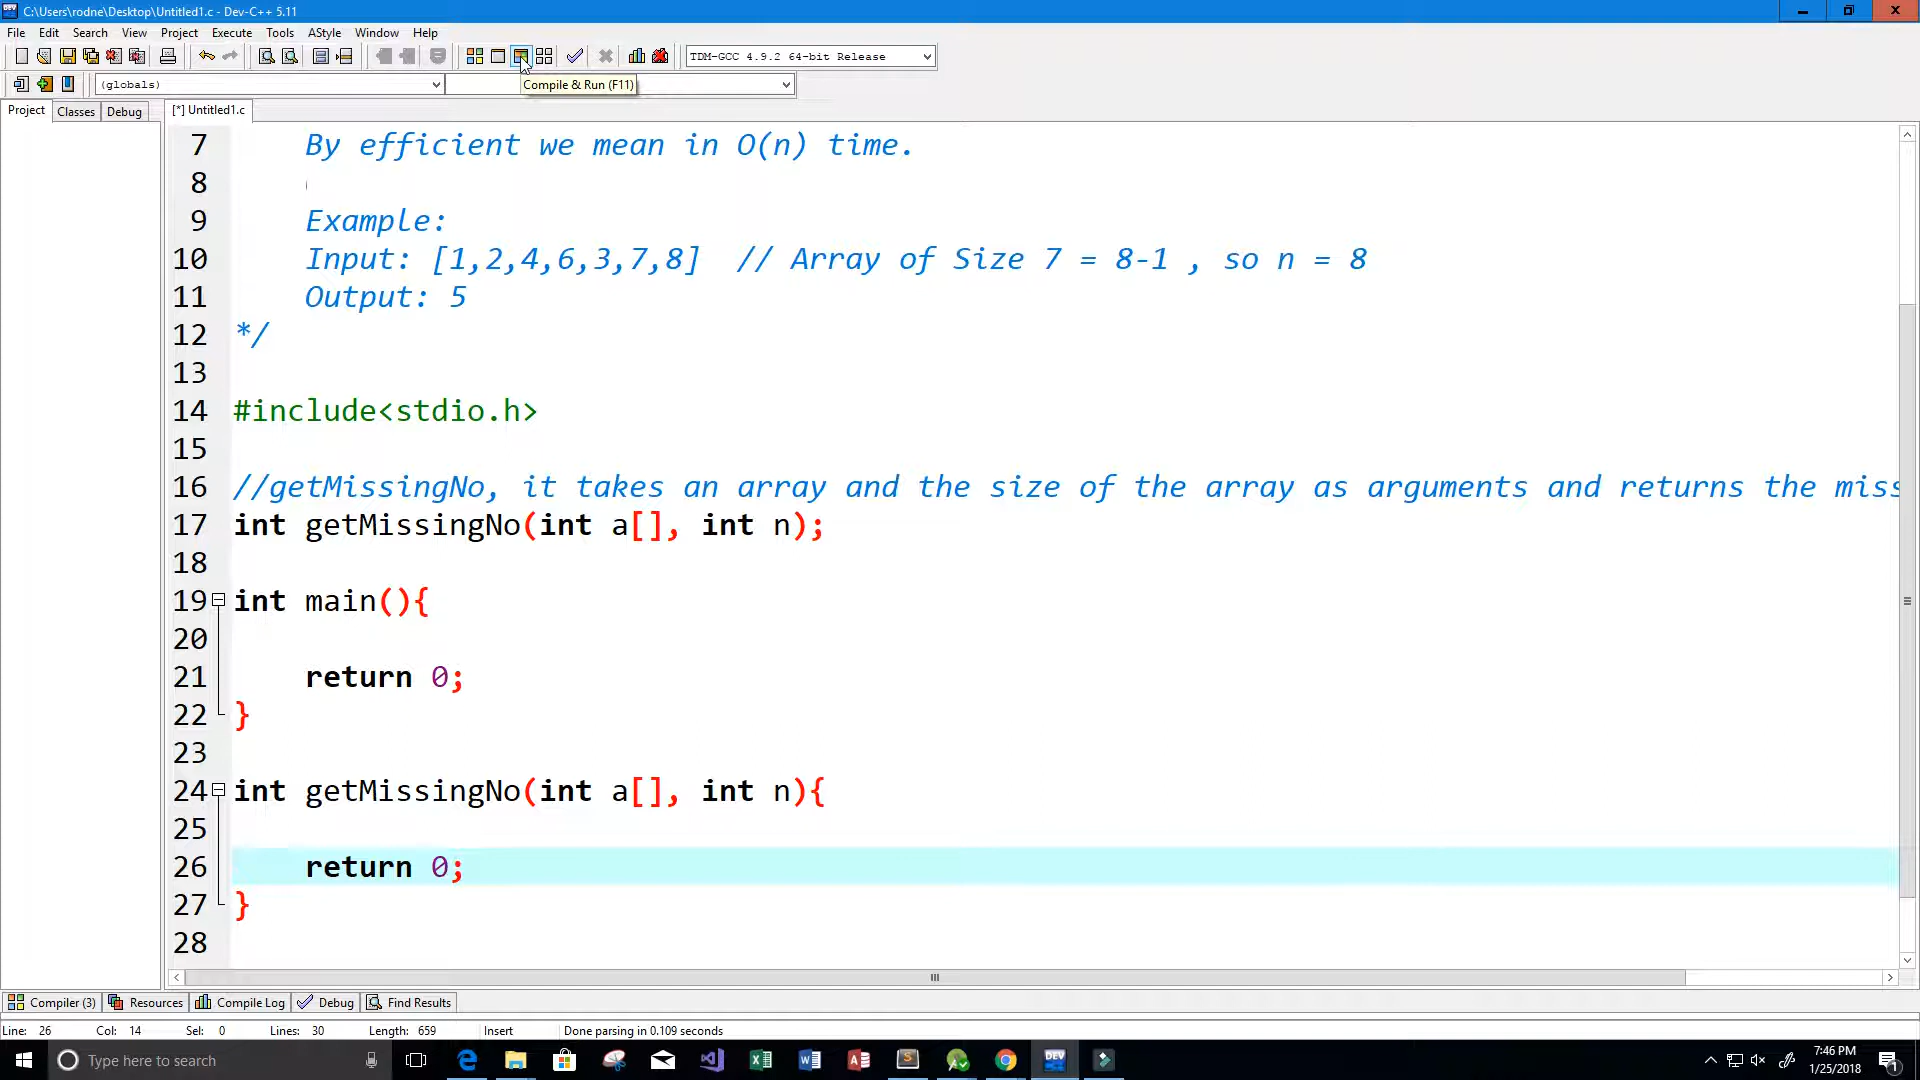 C:\Users\rodne\Desktop\Untitled1.c - Dev-C++ 5.11
File Edit Search View Project Execute Tools AStyle Window Help
TDM-GCC 4.9.2 64-bit Release
(globals)
Compile & Run (F11)
Project Classes Debug [*] Untitled1.c
7 By efficient we mean in O(n) time.
8
9 Example:
10 Input: [1,2,4,6,3,7,8] // Array of Size 7 = 8-1 , so n = 8
11 Output: 5
12 */
13
14 #include<stdio.h>
15
16 //getMissingNo, it takes an array and the size of the array as arguments and returns the miss
17 int getMissingNo(int a[], int n);
18
19 int main(){
20
21 return 0;
22 }
23
24 int getMissingNo(int a[], int n){
25
26 return 0;
27 }
28
Compiler (3) Resources Compile Log Debug Find Results
Line: 26 Col: 14 Sel: 0 Lines: 30 Length: 659 Insert Done parsing in 0.109 seconds
Type here to search
DEV
7:46 PM
1/25/2018
1